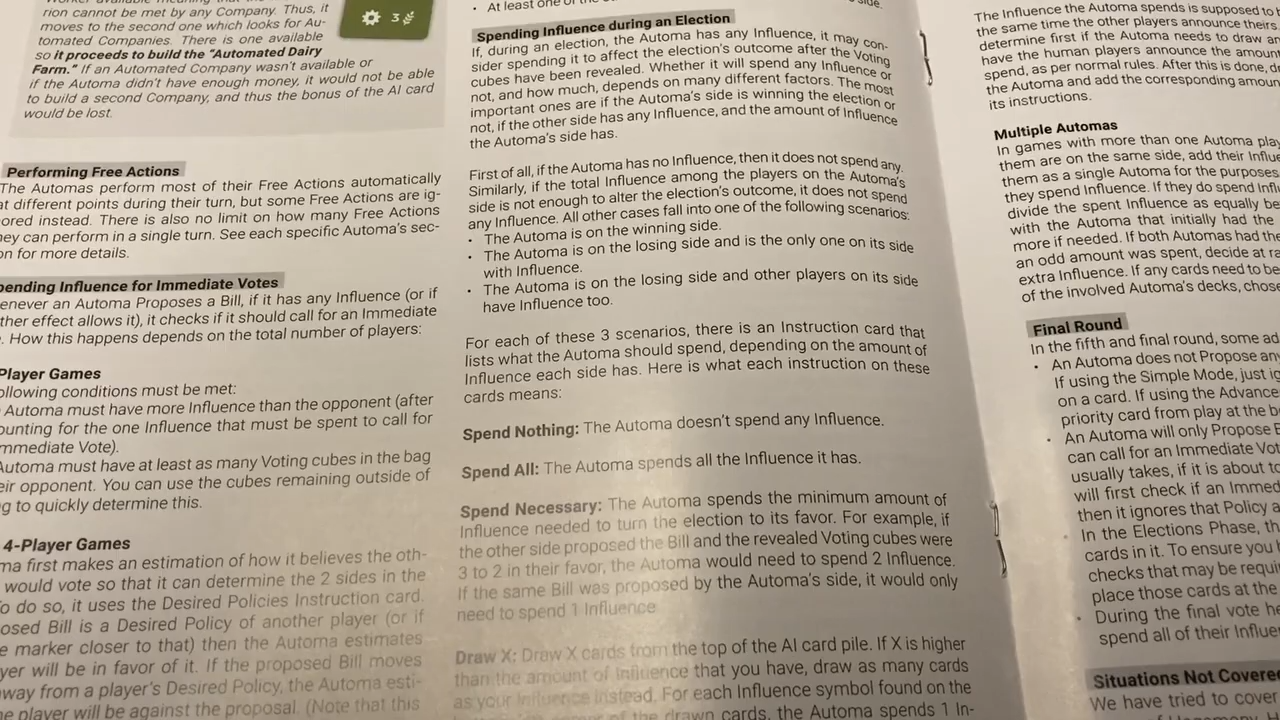 rion cannot be met by any Company. Thus, it
moves to the second one which looks for Au-
tomated Companies. There is one available
so it proceeds to build the "Automated Dairy
Farm." If an Automated Company wasn't available or
if the Automa didn't have enough money, it would not be able
to build a second Company, and thus the bonus of the AI card
would be lost.
3
Performing Free Actions
The Automas perform most of their Free Actions automatically
at different points during their turn, but some Free Actions are ig-
ored instead. There is also no limit on how many Free Actions
ney can perform in a single turn. See each specific Automa's sec-
on for more details.
pending Influence for Immediate Votes
enever an Automa Proposes a Bill, if it has any Influence (or if
ther effect allows it), it checks if it should call for an Immediate
. How this happens depends on the total number of players:
Player Games
ollowing conditions must be met:
Automa must have more Influence than the opponent (after
ounting for the one Influence that must be spent to call for
mmediate Vote).
Automa must have at least as many Voting cubes in the bag
eir opponent. You can use the cubes remaining outside of
g to quickly determine this.
4-Player Games
ma first makes an estimation of how it believes the oth-
would vote so that it can determine the 2 sides in the
o do so, it uses the Desired Policies Instruction card.
osed Bill is a Desired Policy of another player (or if
e marker closer to that) then the Automa estimates
yer will be in favor of it. If the proposed Bill moves
way from a player's Desired Policy, the Automa esti-
e player will be against the proposal. (Note that this
• At least one of the
Spending Influence during an Election
If, during an election, the Automa has any Influence, it may con-
sider spending it to affect the election's outcome after the Voting
cubes have been revealed. Whether it will spend any Influence or
not, and how much, depends on many different factors. The most
important ones are if the Automa's side is winning the election or
not, if the other side has any Influence, and the amount of Influence
the Automa's side has.
First of all, if the Automa has no Influence, then it does not spend any.
Similarly, if the total Influence among the players on the Automa's
side is not enough to alter the election's outcome, it does not spend
any Influence. All other cases fall into one of the following scenarios:
• The Automa is on the winning side.
• The Automa is on the losing side and is the only one on its side
with Influence.
• The Automa is on the losing side and other players on its side
have Influence too.
For each of these 3 scenarios, there is an Instruction card that
lists what the Automa should spend, depending on the amount of
Influence each side has. Here is what each instruction on these
cards means:
Spend Nothing: The Automa doesn't spend any Influence.
Spend All: The Automa spends all the Influence it has.
Spend Necessary: The Automa spends the minimum amount of
Influence needed to turn the election to its favor. For example, if
the other side proposed the Bill and the revealed Voting cubes were
3 to 2 in their favor, the Automa would need to spend 2 Influence.
If the same Bill was proposed by the Automa's side, it would only
need to spend 1 Influence
Draw X: Draw X cards from the top of the AI card pile. If X is higher
than the amount of Influence that you have, draw as many cards
as your Influence instead. For each Influence symbol found on the
of the drawn cards, the Automa spends 1 In-
The Influence the Automa spends is supposed to
the same time the other players announce theirs.
determine first if the Automa needs to draw an
have the human players announce the amoun
spend, as per normal rules. After this is done, dr
the Automa and add the corresponding amoun
its instructions.
Multiple Automas
In games with more than one Automa play
them are on the same side, add their Influe
them as a single Automa for the purposes
they spend Influence. If they do spend Infl
divide the spent Influence as equally be
with the Automa that initially had the
more if needed. If both Automas had the
an odd amount was spent, decide at ra
extra Influence. If any cards need to be
of the involved Automa's decks, chose
Final Round
In the fifth and final round, some ad
• An Automa does not Propose any
If using the Simple Mode, just ig
on a card. If using the Advance
priority card from play at the b
• An Automa will only Propose B
can call for an Immediate Vot
usually takes, if it is about to
will first check if an Immed
then it ignores that Policy a
• In the Elections Phase, th
cards in it. To ensure you h
checks that may be requi
place those cards at the
• During the final vote he
spend all of their Influe
Situations Not Covere
We have tried to cover